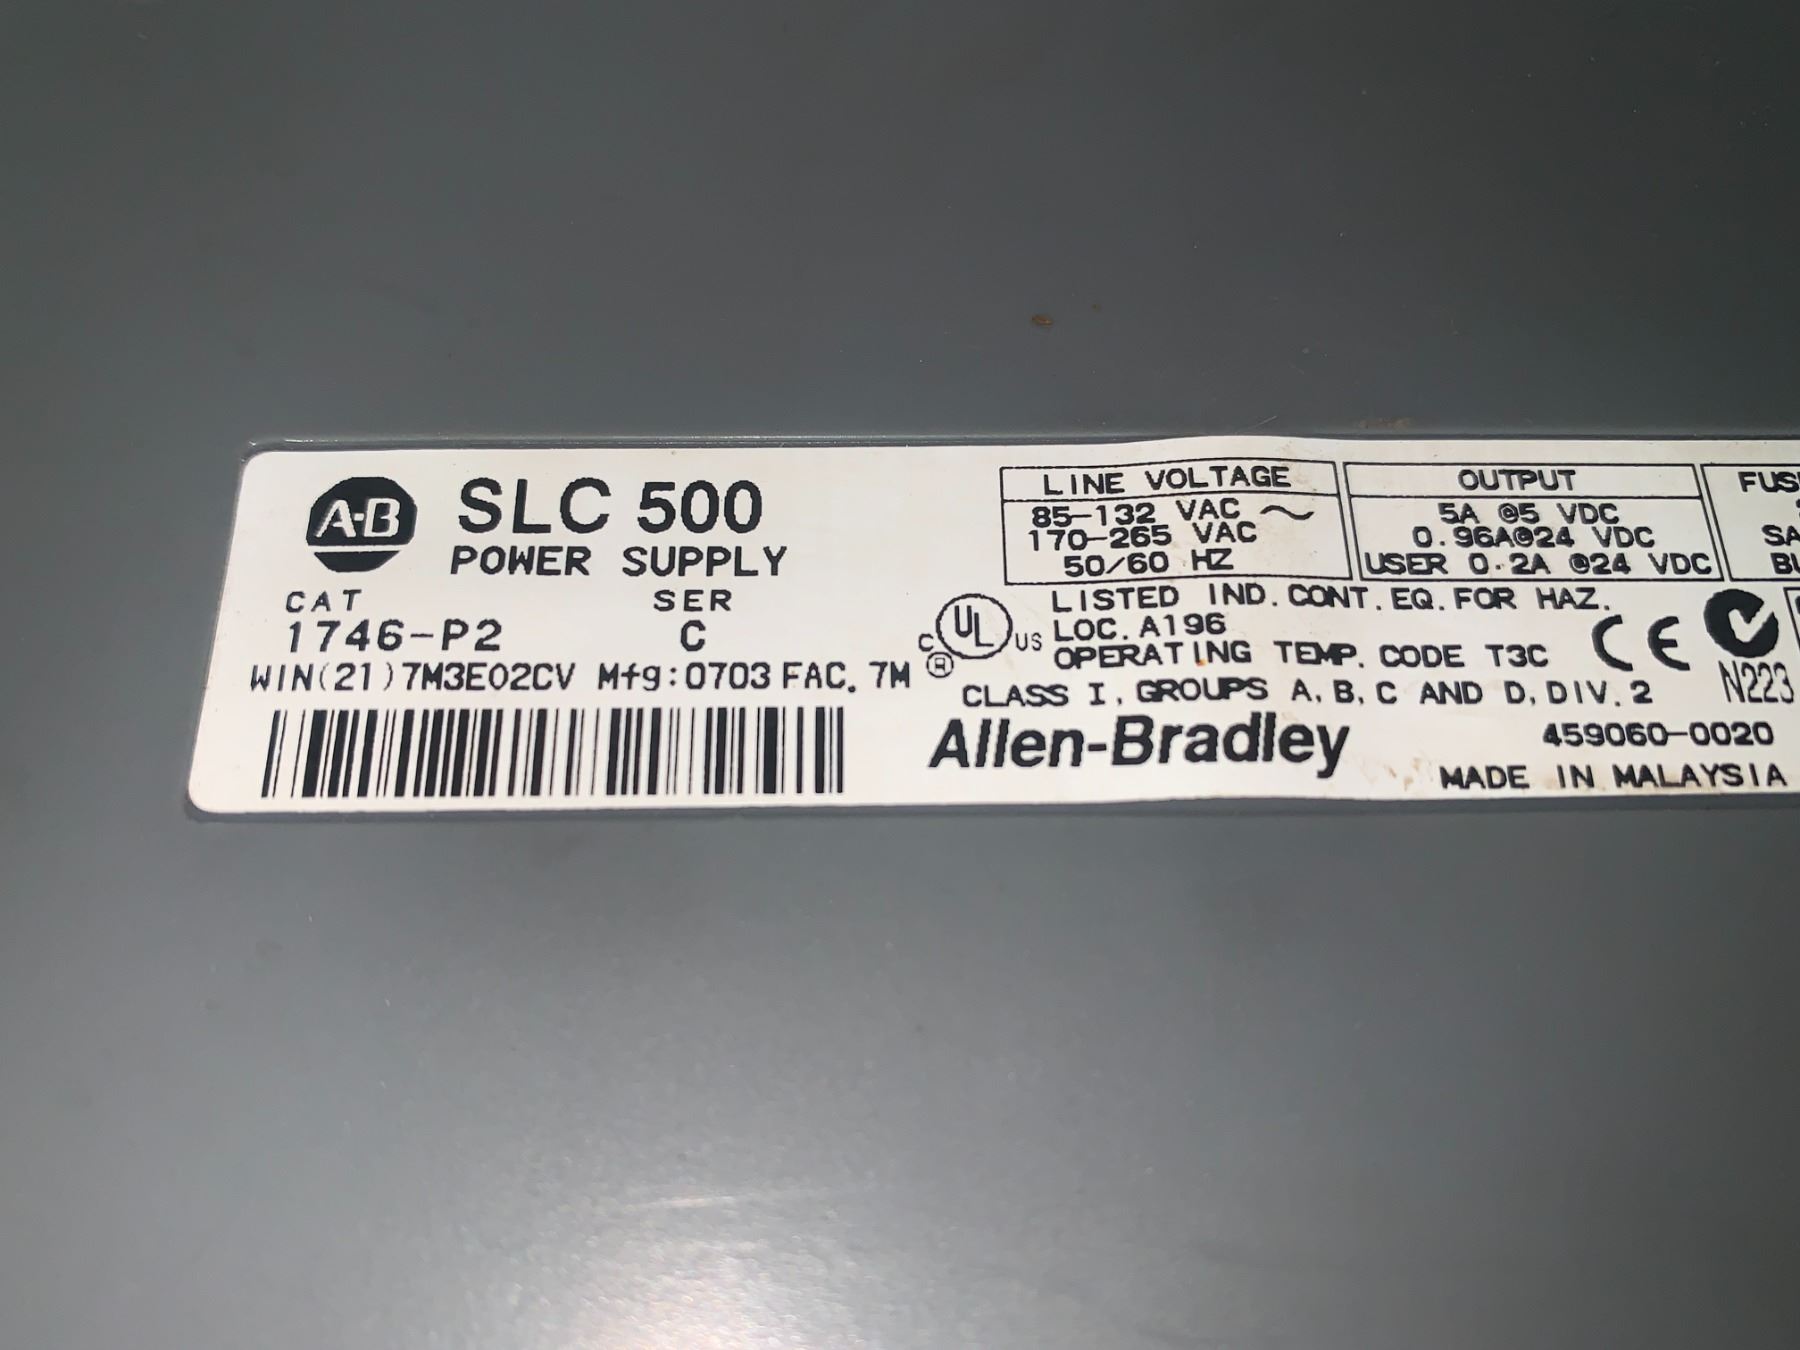 A-B
SLC 500
POWER SUPPLY
CAT SER
1746-P2 C
WIN(21)7M3E02CV Mfg:0703 FAC. 7M
LINE VOLTAGE
85-132 VAC ~
170-265 VAC
50/60 HZ
OUTPUT
5A @5 VDC
0.96A@24 VDC
USER 0.2A @24 VDC
FUS
SA
C UL US ®
LISTED IND. CONT. EQ. FOR HAZ.
LOC. A196
OPERATING TEMP. CODE T3C
CLASS I, GROUPS A, B, C AND D, DIV. 2
CE
N223
Allen-Bradley
459060-0020
MADE IN MALAYSIA